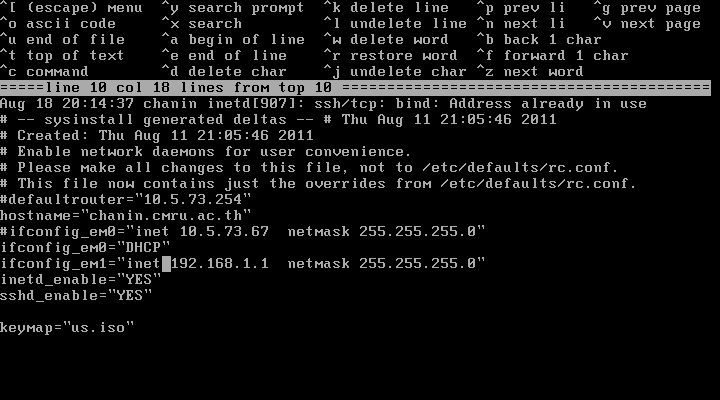 ^[ (escape) menu  ^y search prompt  ^k delete line   ^p prev li  ^g prev page
^o ascii code     ^x search         ^l undelete line ^n next li  ^v next page
^u end of file    ^a begin of line  ^w delete word   ^b back 1 char
^t top of text    ^e end of line    ^r restore word  ^f forward 1 char
^c command        ^d delete char    ^j undelete char ^z next word
=====line 10 col 18 lines from top 10 ==========================================
Aug 18 20:14:37 chanin inetd[907]: ssh/tcp: bind: Address already in use
# -- sysinstall generated deltas -- # Thu Aug 11 21:05:46 2011
# Created: Thu Aug 11 21:05:46 2011
# Enable network daemons for user convenience.
# Please make all changes to this file, not to /etc/defaults/rc.conf.
# This file now contains just the overrides from /etc/defaults/rc.conf.
#defaultrouter="10.5.73.254"
hostname="chanin.cmru.ac.th"
#ifconfig_em0="inet 10.5.73.67  netmask 255.255.255.0"
ifconfig_em0="DHCP"
ifconfig_em1="inet 192.168.1.1  netmask 255.255.255.0"
inetd_enable="YES"
sshd_enable="YES"
keymap="us.iso"